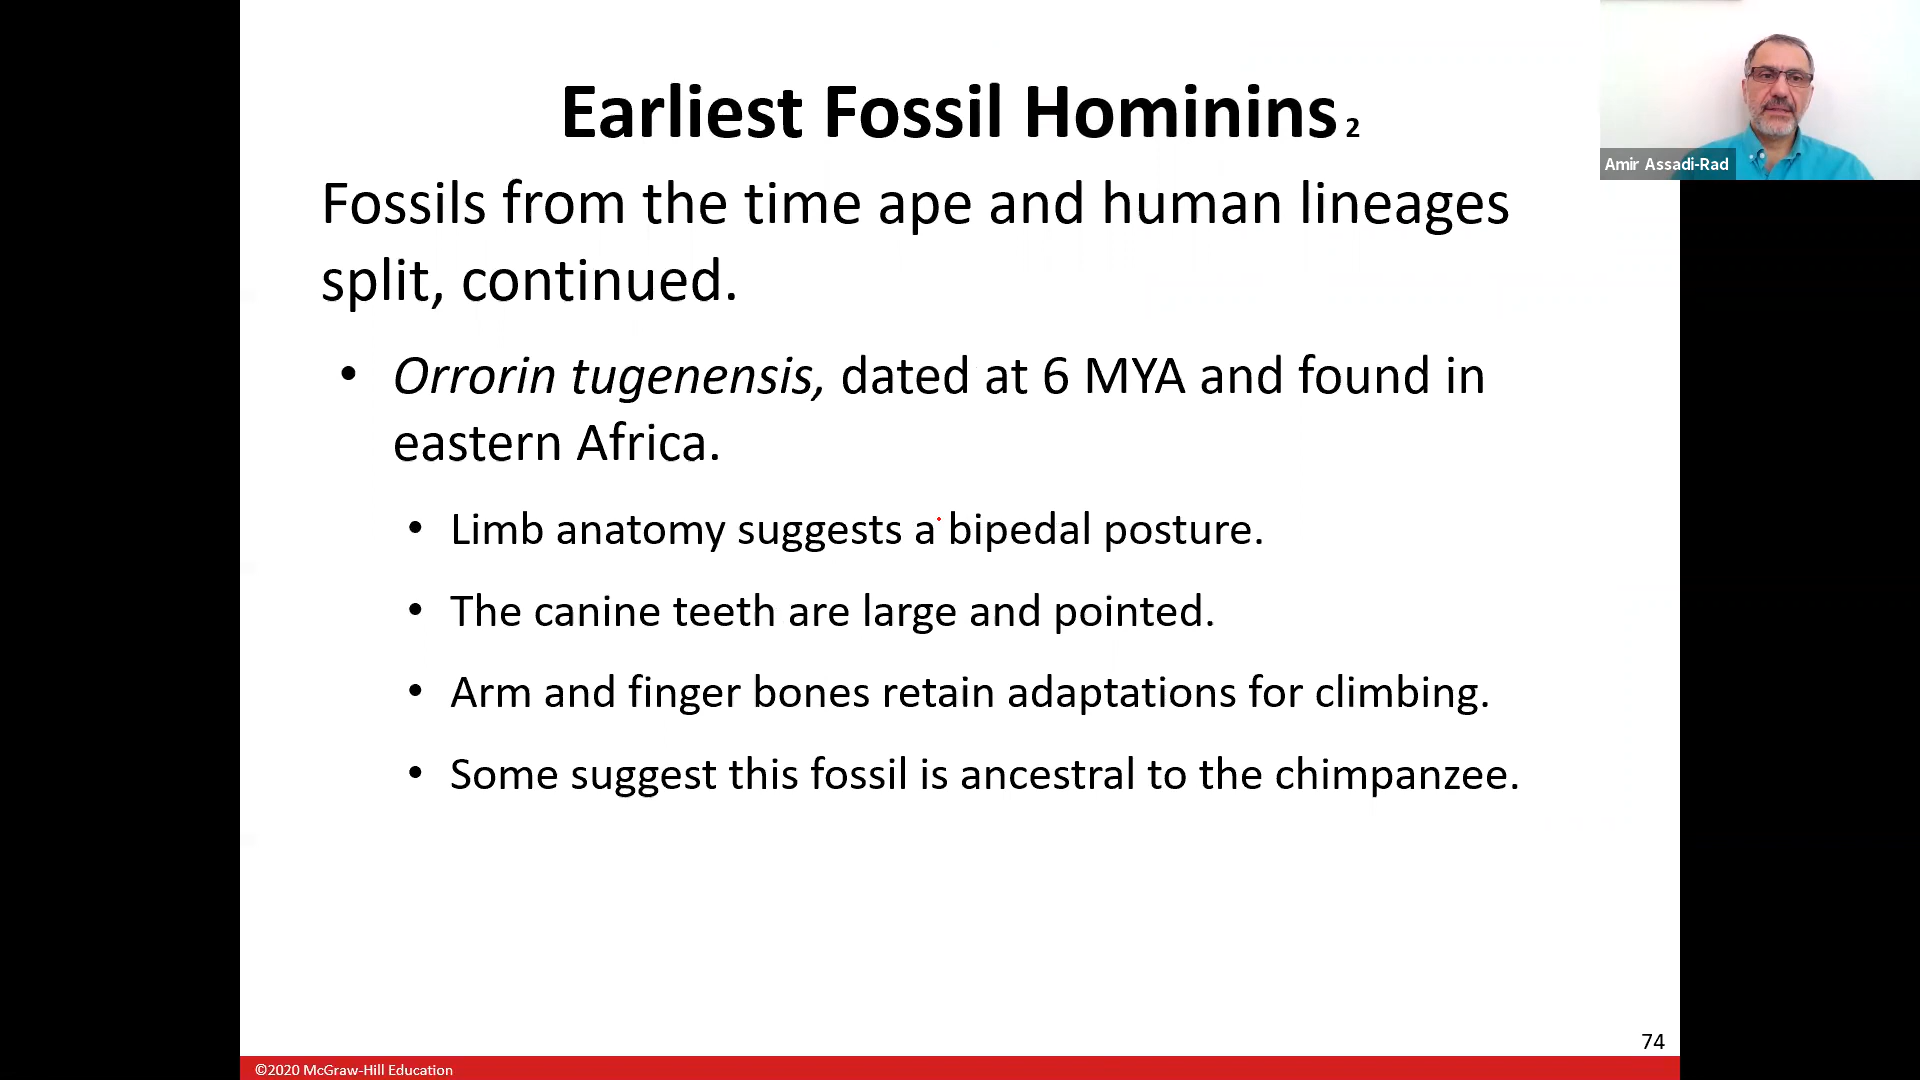 Earliest Fossil Hominins 2
Amir Assadi-Rad
Fossils from the time ape and human lineages
split, continued.
• Orrorin tugenensis, dated at 6 MYA and found in
eastern Africa.
• Limb anatomy suggests a bipedal posture.
• The canine teeth are large and pointed.
• Arm and finger bones retain adaptations for climbing.
• Some suggest this fossil is ancestral to the chimpanzee.
74
©2020 McGraw-Hill Education